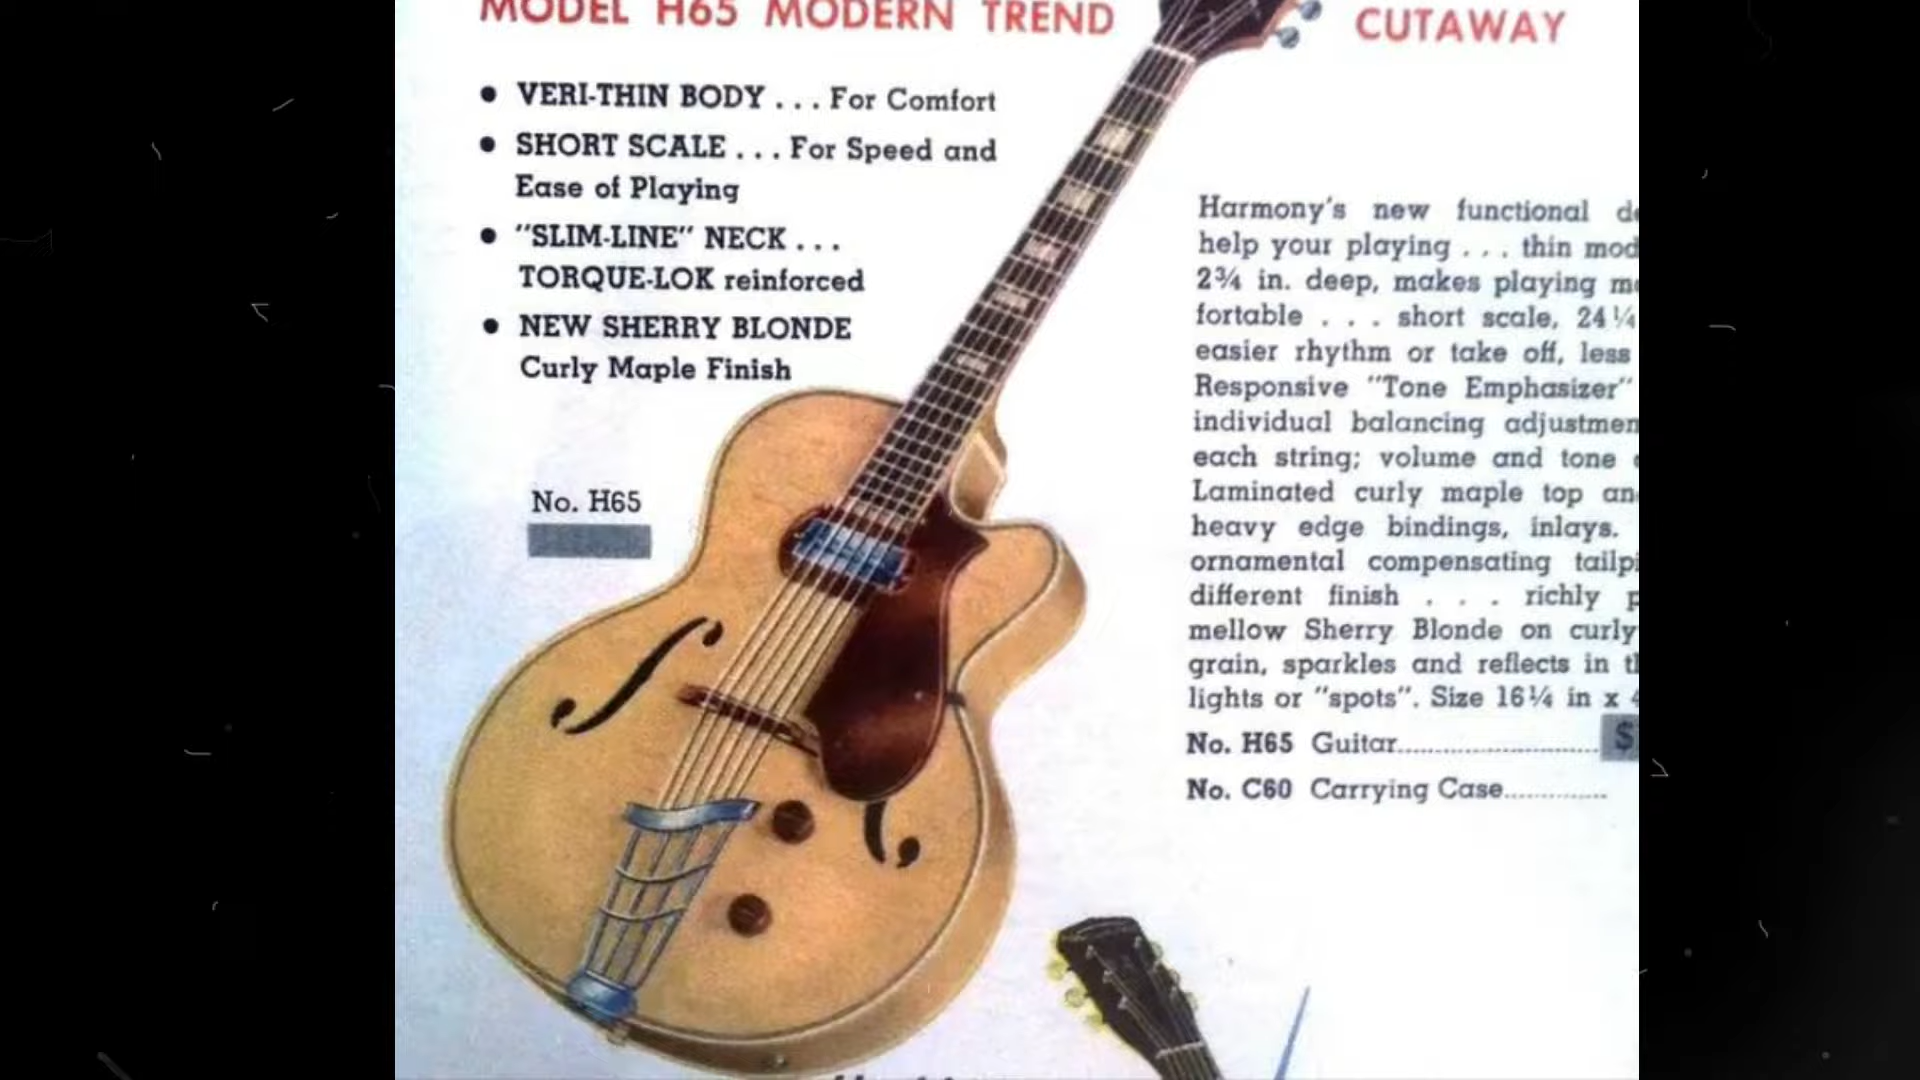 MODEL H65 MODERN TREND
CUTAWAY
• VERI-THIN BODY . . . For Comfort
• SHORT SCALE . . . For Speed and
Ease of Playing
• "SLIM-LINE" NECK . . .
TORQUE-LOK reinforced
• NEW SHERRY BLONDE
Curly Maple Finish
No. H65
Harmony's new functional
help your playing . . . thin
2¾ in. deep, makes playing
fortable . . . short scale, 24¼
easier rhythm or take off, less
Responsive "Tone Emphasizer"
individual balancing
each string; volume and tone
Laminated curly maple top
heavy edge bindings, inlays.
ornamental compensating
different finish . . . richly
mellow Sherry Blonde on curly
grain, sparkles and reflects in
lights or "spots". Size 16¼ in x
No. H65 Guitar.............................. $
No. C60 Carrying Case...............